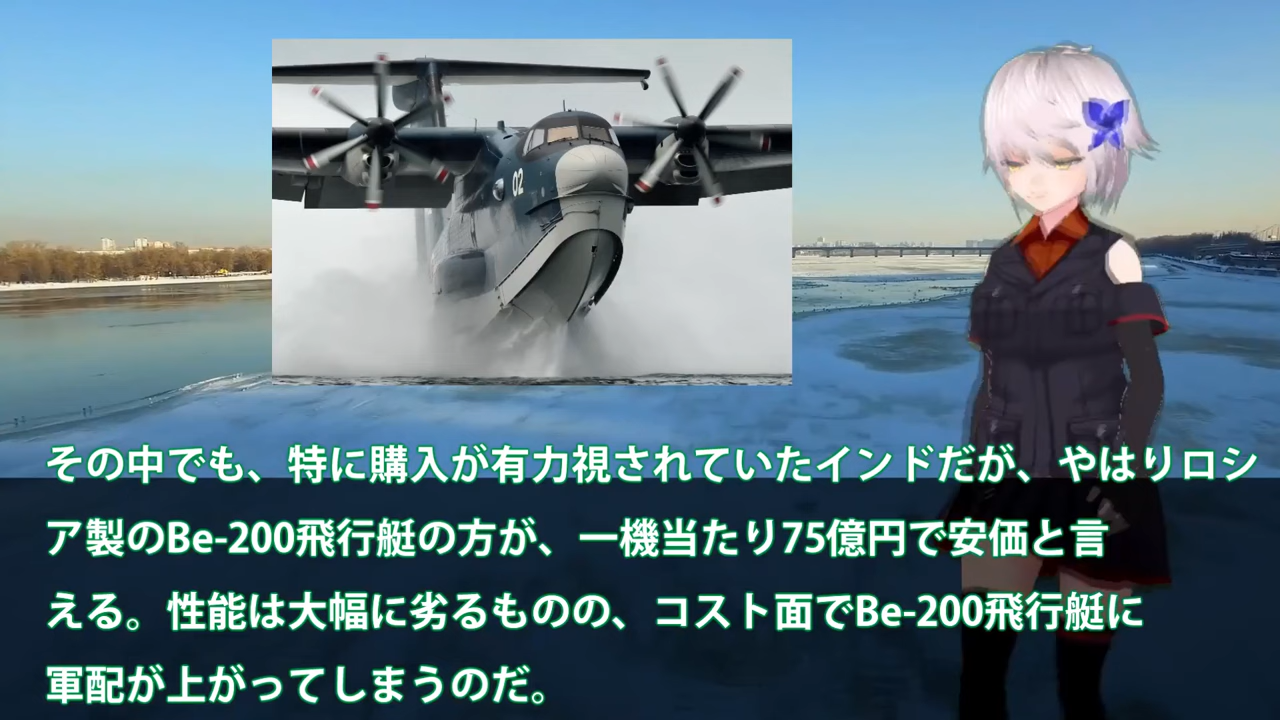 02
その中でも、特に購入が有力視されていたインドだが、やはりロシ
ア製のBe-200飛行艇の方が、一機当たり75億円で安価と言
える。性能は大幅に劣るものの、コスト面でBe-200飛行艇に
軍配が上がってしまうのだ。